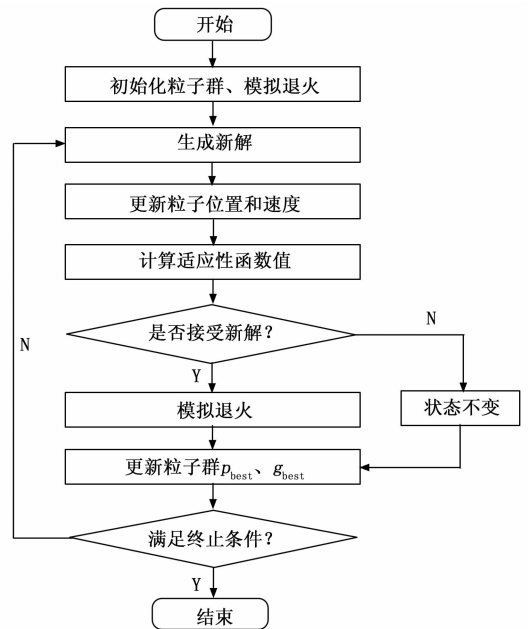 开始
初始化粒子群、模拟退火
生成新解
更新粒子位置和速度
计算适应性函数值
是否接受新解?
N
N
Y
模拟退火
状态不变
更新粒子群pbest、gbest
满足终止条件?
Y
结束